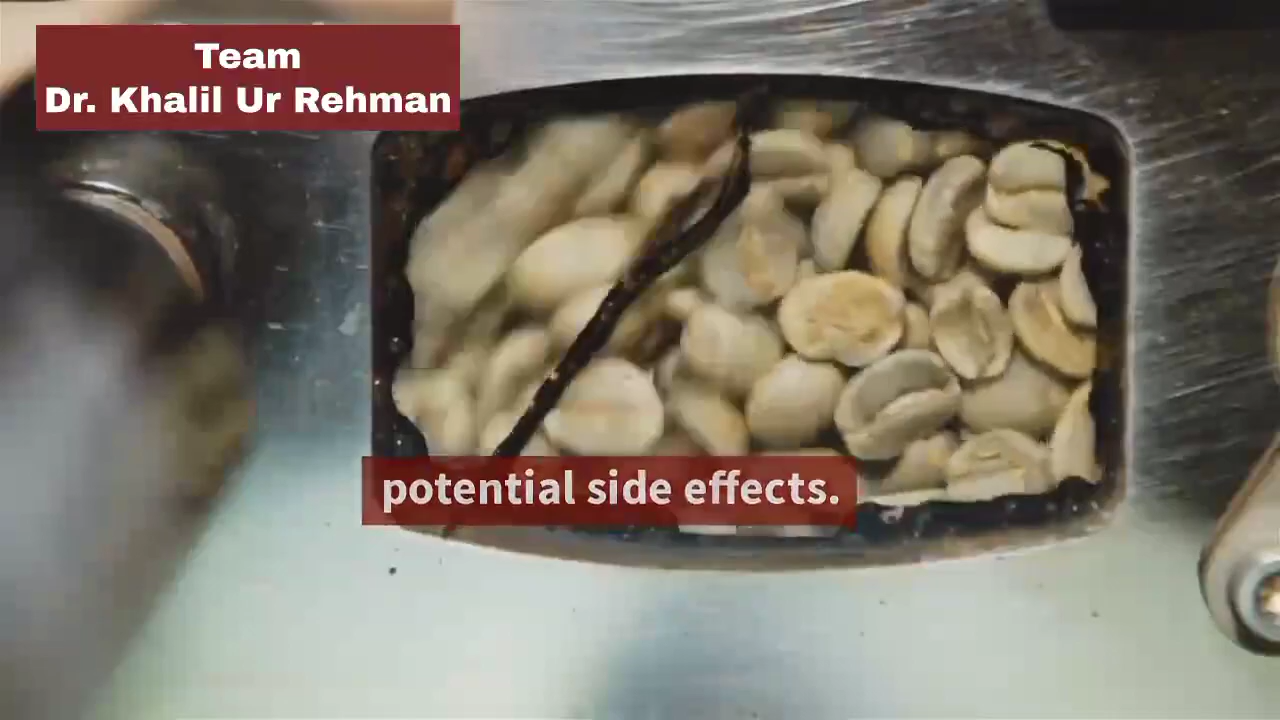 Team
Dr. Khalil Ur Rehman
potential side effects.